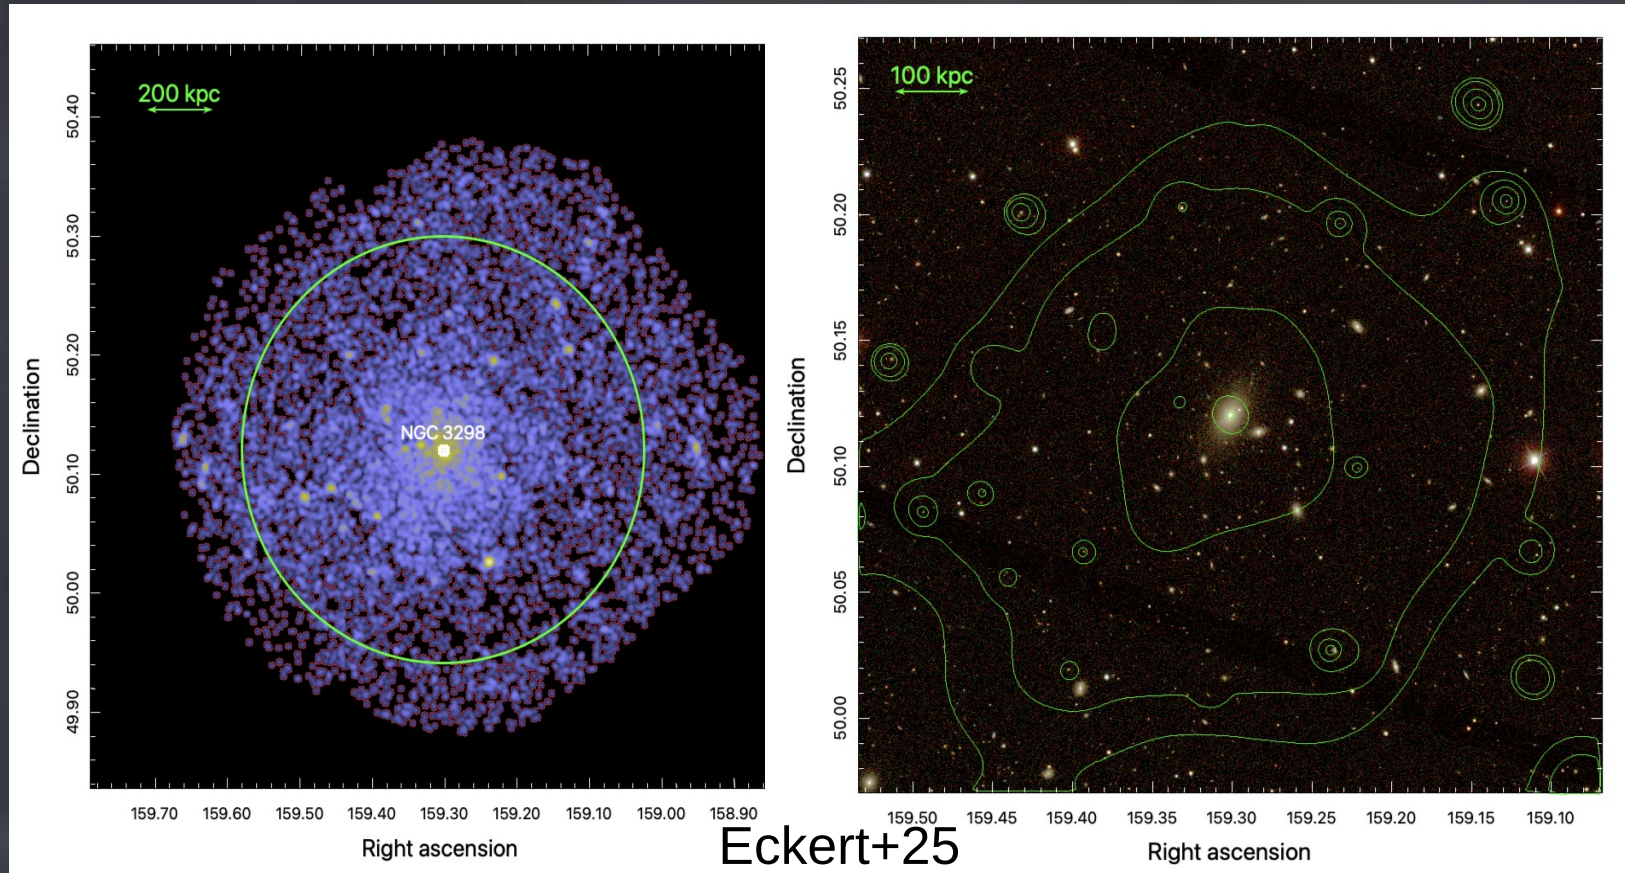 200 kpc
NGC 3298
50.40
50.30
50.20
50.10
50.00
49.90
Declination
159.70 159.60 159.50 159.40 159.30 159.20 159.10 159.00 158.90
Right ascension
100 kpc
50.25
50.20
50.15
50.10
50.05
50.00
Declination
159.50 159.45 159.40 159.35 159.30 159.25 159.20 159.15 159.10
Right ascension
Eckert+25